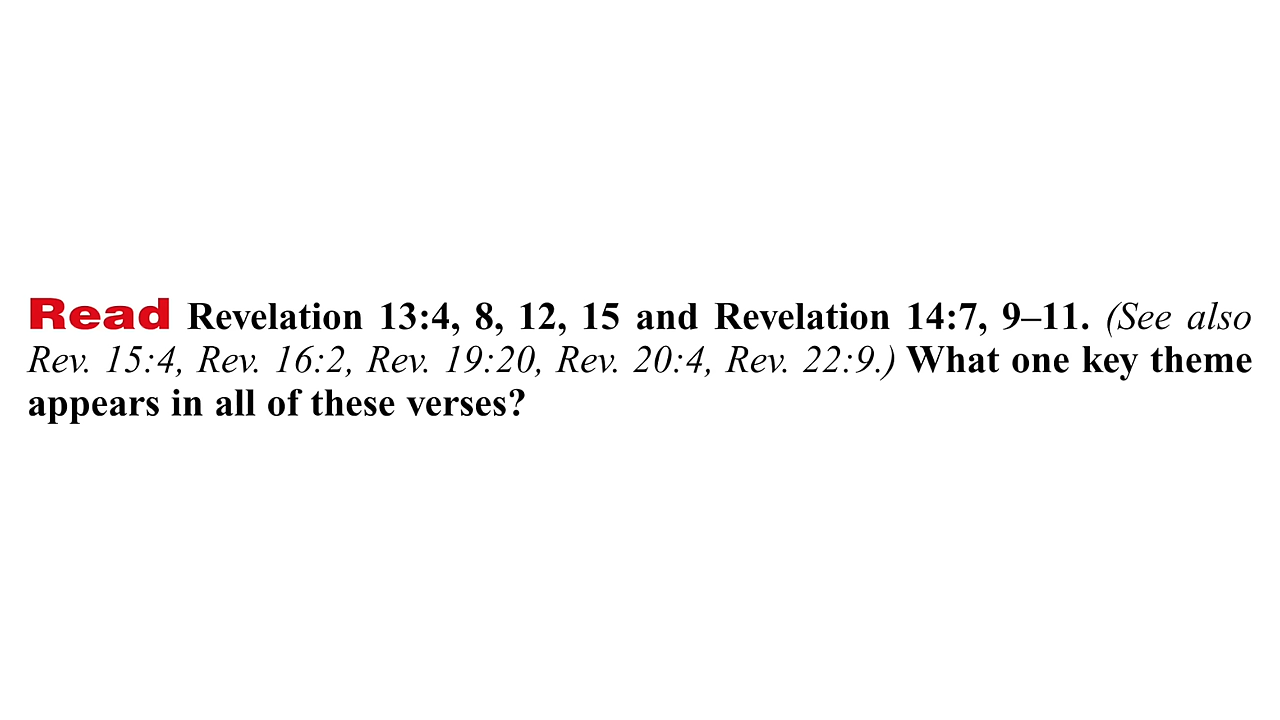 Read Revelation 13:4, 8, 12, 15 and Revelation 14:7, 9–11. (See also
Rev. 15:4, Rev. 16:2, Rev. 19:20, Rev. 20:4, Rev. 22:9.) What one key theme
appears in all of these verses?